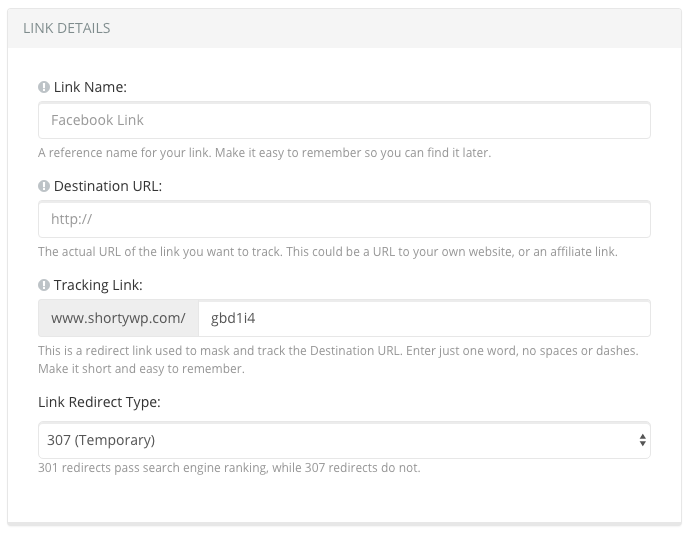 LINK DETAILS
Link Name:
Facebook Link
A reference name for your link. Make it easy to remember so you can find it later.
Destination URL:
http://
The actual URL of the link you want to track. This could be a URL to your own website, or an affiliate link.
Tracking Link:
www.shortywp.com/ gbd1i4
This is a redirect link used to mask and track the Destination URL. Enter just one word, no spaces or dashes.
Make it short and easy to remember.
Link Redirect Type:
307 (Temporary)
301 redirects pass search engine ranking, while 307 redirects do not.